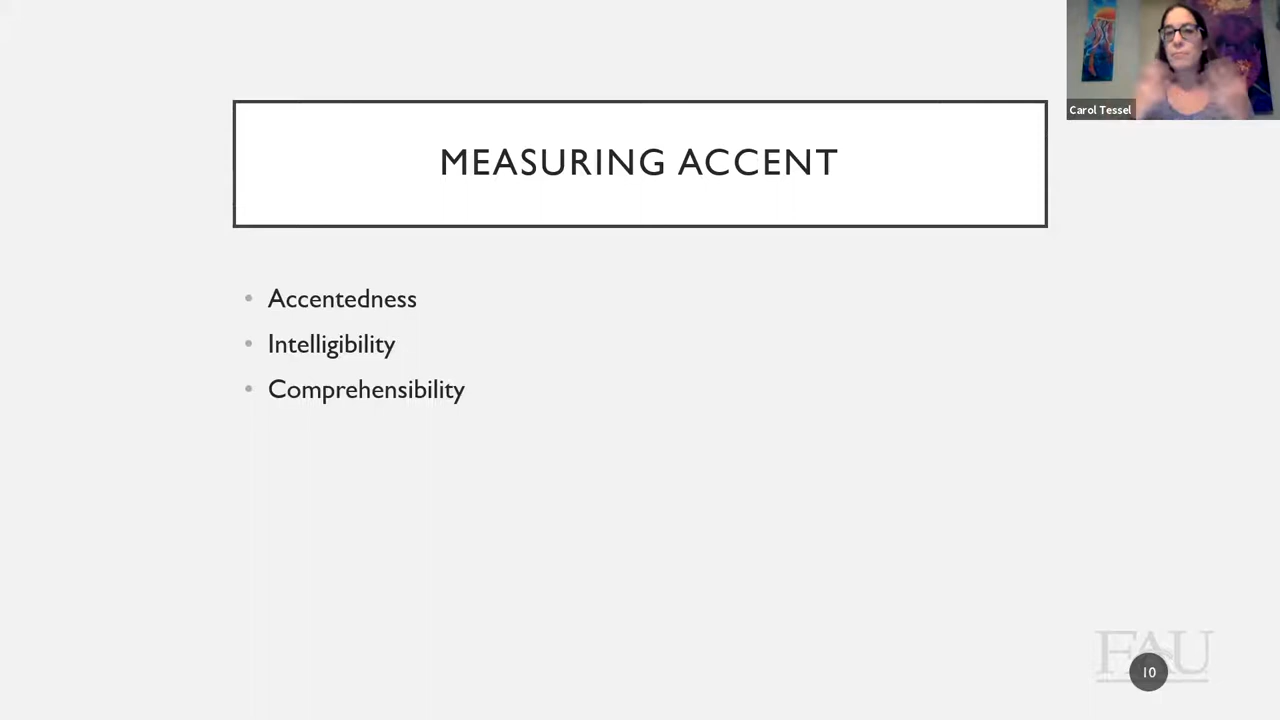 Carol Tessel
MEASURING ACCENT
• Accentedness
• Intelligibility
• Comprehensibility
FAU
10